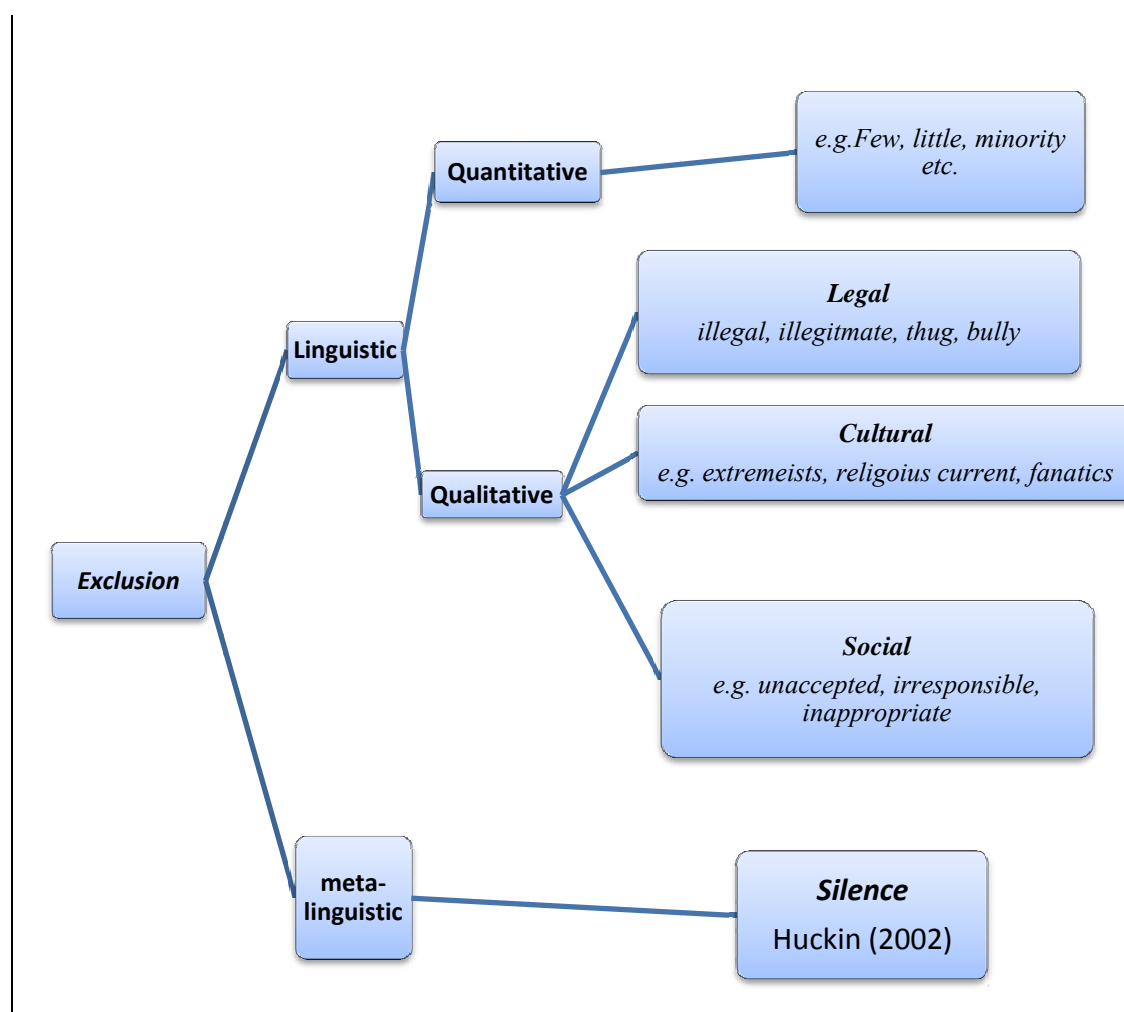 e.g.Few, little, minority
etc.
Quantitative
Legal
illegal, illegitmate, thug, bully
Linguistic
Cultural
e.g. extremeists, religoius current, fanatics
Qualitative
Exclusion
Social
e.g. unaccepted, irresponsible,
inappropriate
meta-
linguistic
Silence
Huckin (2002)